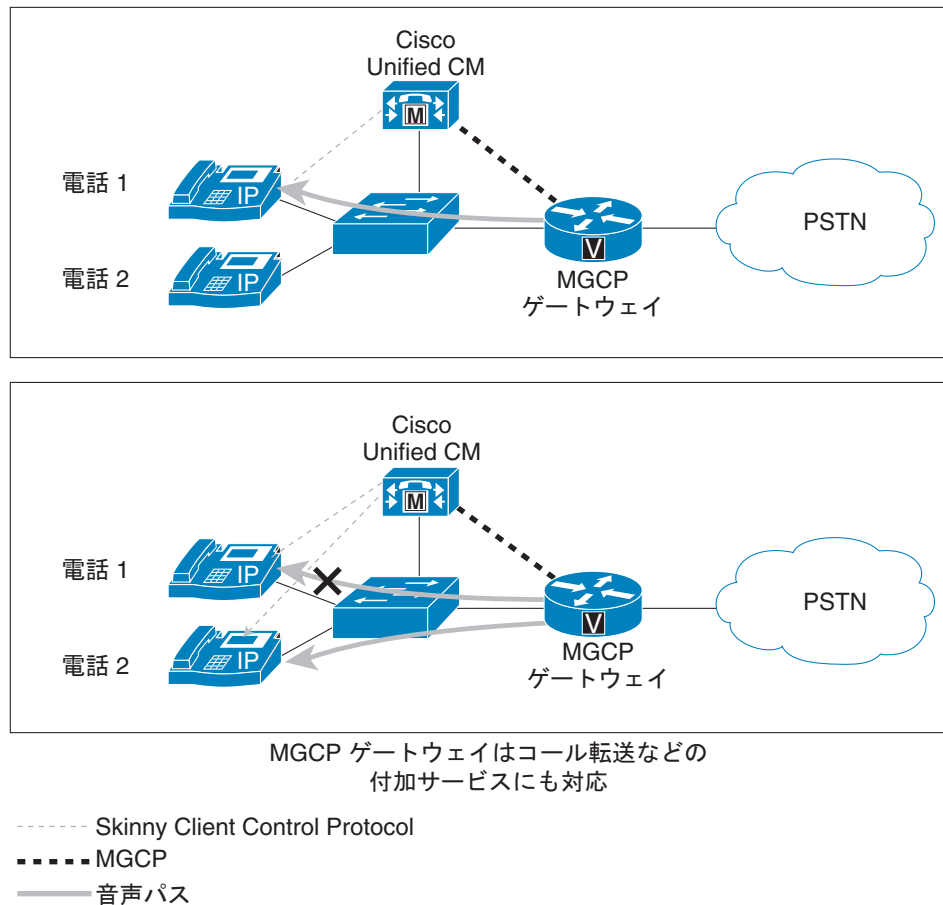 Cisco
Unified CM
M
電話 1
IP
電話 2
IP
V
MGCP
ゲートウェイ
PSTN
Cisco
Unified CM
M
電話 1
IP
電話 2
IP
V
MGCP
ゲートウェイ
PSTN
MGCP ゲートウェイはコール転送などの
付加サービスにも対応
Skinny Client Control Protocol
MGCP
音声パス